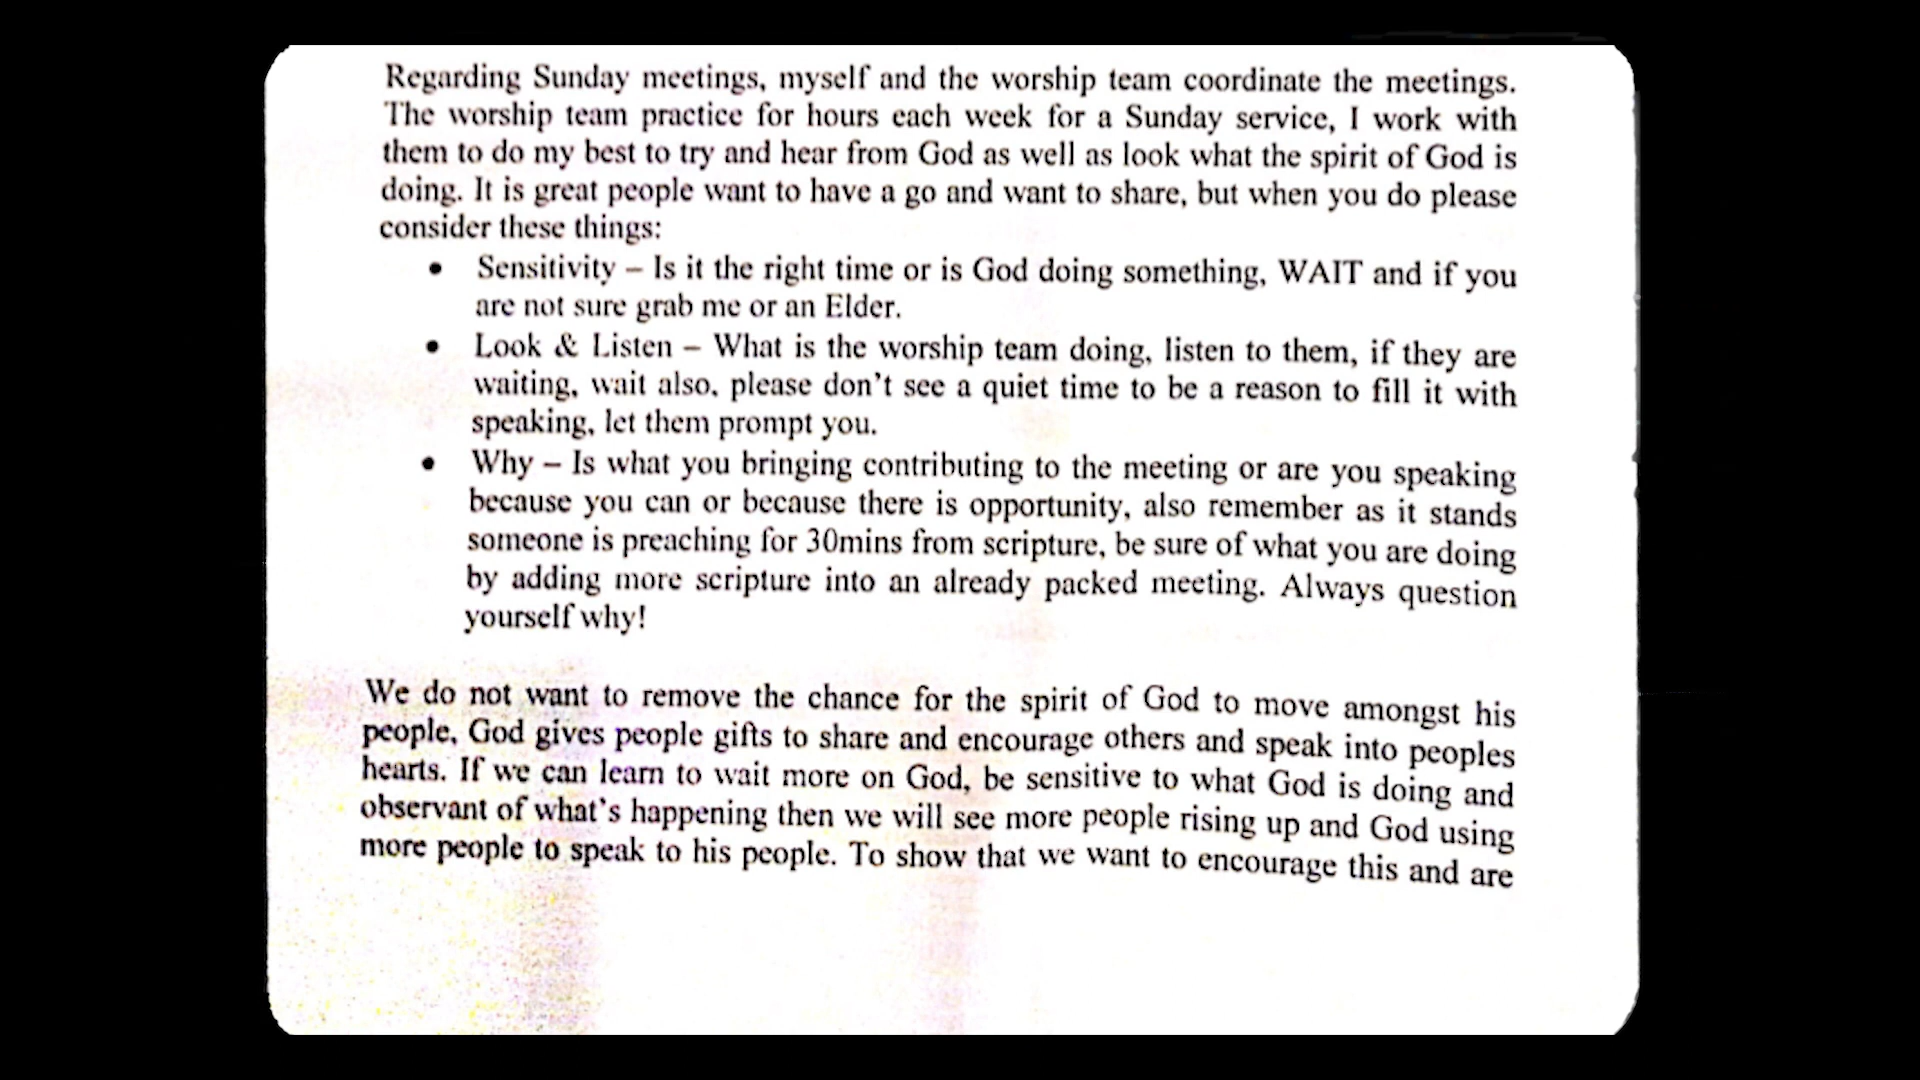 Regarding Sunday meetings, myself and the worship team coordinate the meetings.
The worship team practice for hours each week for a Sunday service, I work with
them to do my best to try and hear from God as well as look what the spirit of God is
doing. It is great people want to have a go and want to share, but when you do please
consider these things:
• Sensitivity – Is it the right time or is God doing something, WAIT and if you
are not sure grab me or an Elder.
• Look & Listen – What is the worship team doing, listen to them, if they are
waiting, wait also, please don't see a quiet time to be a reason to fill it with
speaking, let them prompt you.
• Why – Is what you bringing contributing to the meeting or are you speaking
because you can or because there is opportunity, also remember as it stands
someone is preaching for 30mins from scripture, be sure of what you are doing
by adding more scripture into an already packed meeting. Always question
yourself why!
We do not want to remove the chance for the spirit of God to move amongst his
people, God gives people gifts to share and encourage others and speak into peoples
hearts. If we can learn to wait more on God, be sensitive to what God is doing and
observant of what's happening then we will see more people rising up and God using
more people to speak to his people. To show that we want to encourage this and are